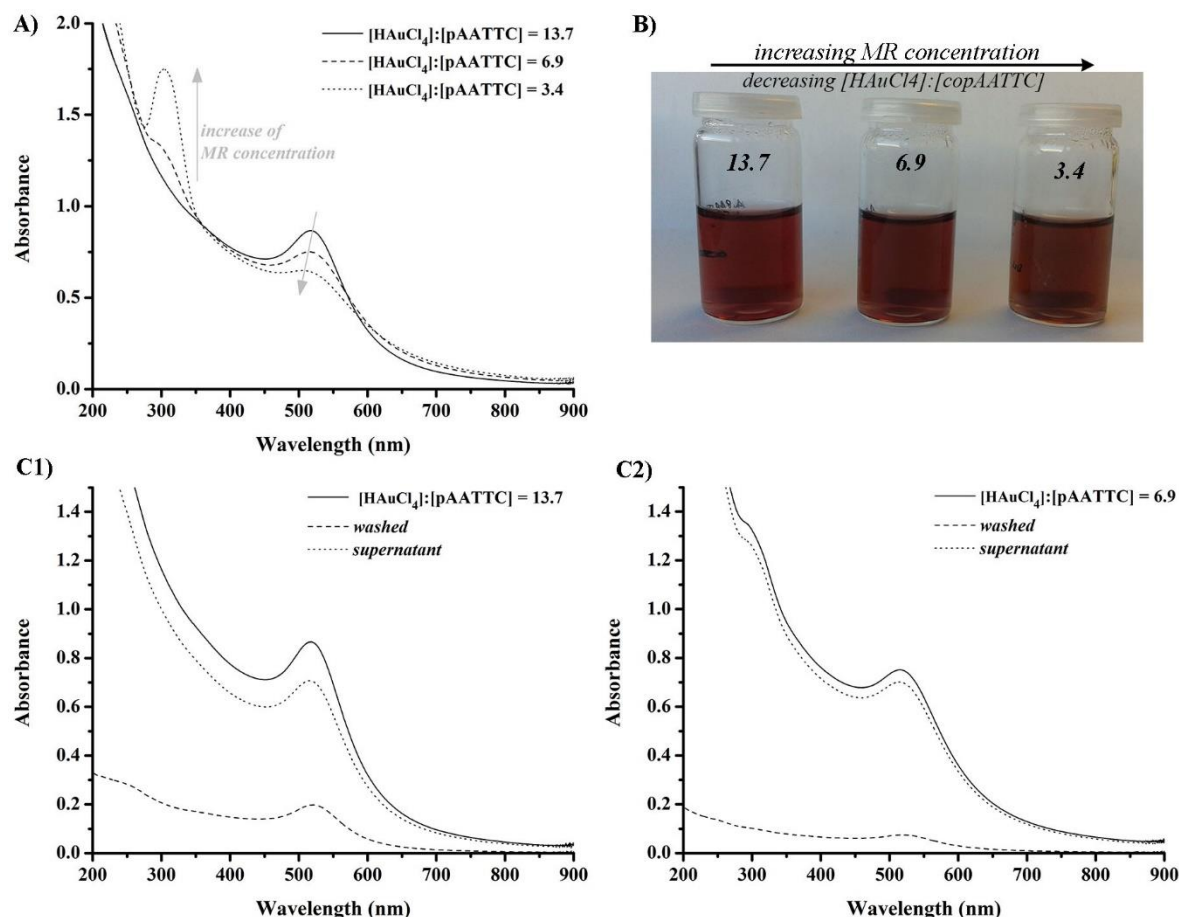 A)
2.0
1.5
1.0
0.5
0.0
Absorbance
[HAuCl4]:[pAATTC] = 13.7
[HAuCl4]:[pAATTC] = 6.9
[HAuCl4]:[pAATTC] = 3.4
increase of
MR concentration
200 300 400 500 600 700 800 900
Wavelength (nm)
B)
increasing MR concentration
decreasing [HAuCl4]:[copAATTC]
13.7 6.9 3.4
C1)
1.4
1.2
1.0
0.8
0.6
0.4
0.2
0.0
Absorbance
[HAuCl4]:[pAATTC] = 13.7
washed
supernatant
200 300 400 500 600 700 800 900
Wavelength (nm)
C2)
1.4
1.2
1.0
0.8
0.6
0.4
0.2
0.0
Absorbance
[HAuCl4]:[pAATTC] = 6.9
washed
supernatant
200 300 400 500 600 700 800 900
Wavelength (nm)